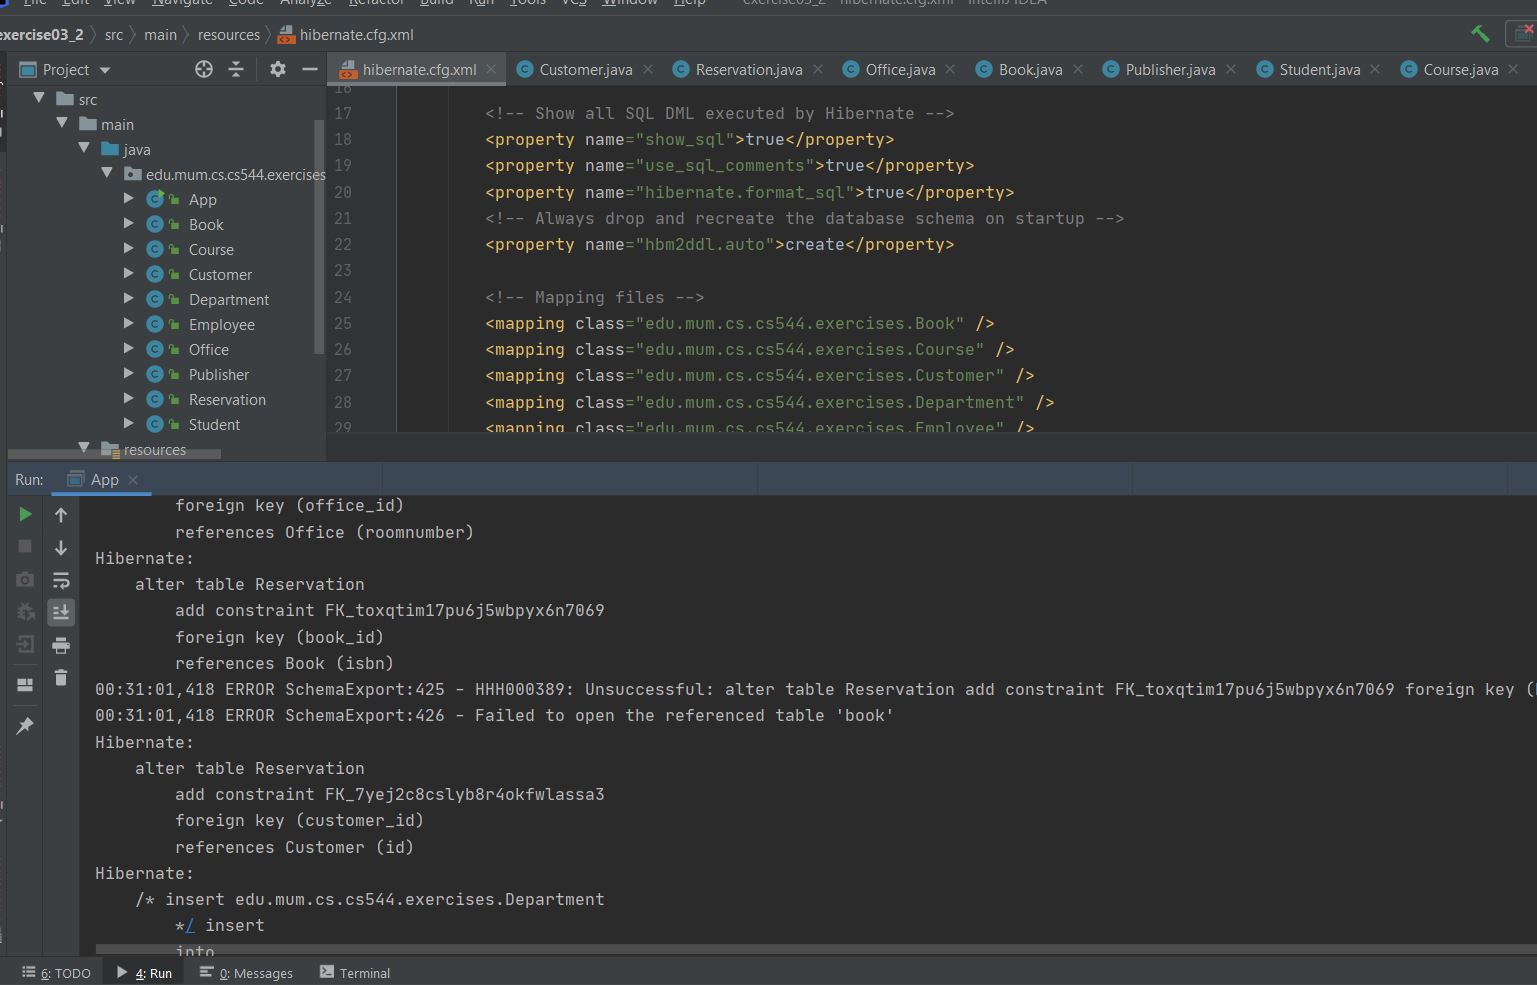 File Edit View Navigate Code Analyze Refactor Build Run Tools VCS Window Help exercise03_2 - hibernate.cfg.xml - IntelliJ IDEA
exercise03_2 src main resources hibernate.cfg.xml
Project
hibernate.cfg.xml Customer.java Reservation.java Office.java Book.java Publisher.java Student.java Course.java
src
main
java
edu.mum.cs.cs544.exercises
App
Book
Course
Customer
Department
Employee
Office
Publisher
Reservation
Student
resources
16
17 <!-- Show all SQL DML executed by Hibernate -->
18 <property name="show_sql">true</property>
19 <property name="use_sql_comments">true</property>
20 <property name="hibernate.format_sql">true</property>
21 <!-- Always drop and recreate the database schema on startup -->
22 <property name="hbm2ddl.auto">create</property>
23
24 <!-- Mapping files -->
25 <mapping class="edu.mum.cs.cs544.exercises.Book" />
26 <mapping class="edu.mum.cs.cs544.exercises.Course" />
27 <mapping class="edu.mum.cs.cs544.exercises.Customer" />
28 <mapping class="edu.mum.cs.cs544.exercises.Department" />
29 <mapping class="edu.mum.cs.cs544.exercises.Employee" />
Run: App
foreign key (office_id)
references Office (roomnumber)
Hibernate:
alter table Reservation
add constraint FK_toxqtim17pu6j5wbpyx6n7069
foreign key (book_id)
references Book (isbn)
00:31:01,418 ERROR SchemaExport:425 - HHH000389: Unsuccessful: alter table Reservation add constraint FK_toxqtim17pu6j5wbpyx6n7069 foreign key (
00:31:01,418 ERROR SchemaExport:426 - Failed to open the referenced table 'book'
Hibernate:
alter table Reservation
add constraint FK_7yej2c8cslyb8r4okfwlassa3
foreign key (customer_id)
references Customer (id)
Hibernate:
/* insert edu.mum.cs.cs544.exercises.Department
*/ insert
into
6: TODO 4: Run 0: Messages Terminal